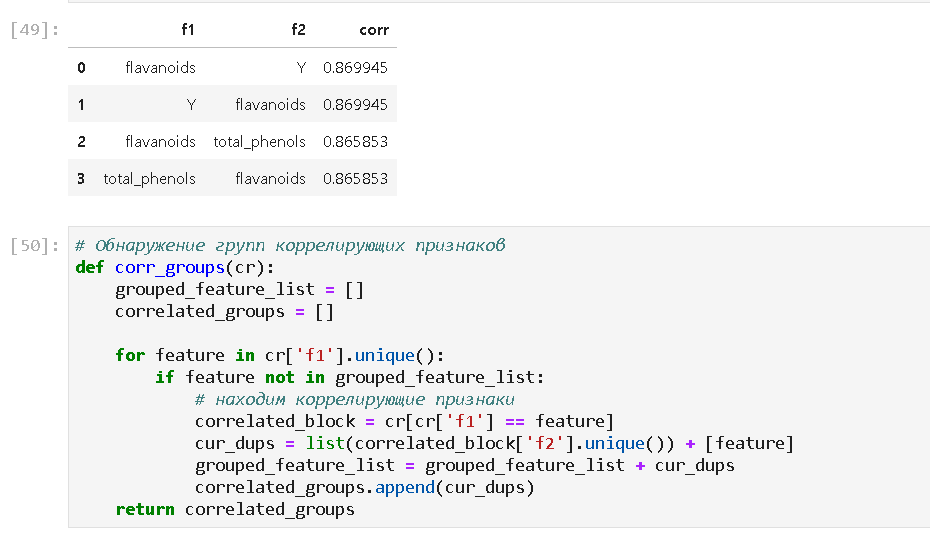 [49]:
f1 f2 corr
0 flavanoids Y 0.869945
1 Y flavanoids 0.869945
2 flavanoids total_phenols 0.865853
3 total_phenols flavanoids 0.865853
[50]: # Обнаружение групп коррелирующих признаков
def corr_groups(cr):
    grouped_feature_list = []
    correlated_groups = []
    for feature in cr['f1'].unique():
        if feature not in grouped_feature_list:
            # находим коррелирующие признаки
            correlated_block = cr[cr['f1'] == feature]
            cur_dups = list(correlated_block['f2'].unique()) + [feature]
            grouped_feature_list = grouped_feature_list + cur_dups
            correlated_groups.append(cur_dups)
    return correlated_groups